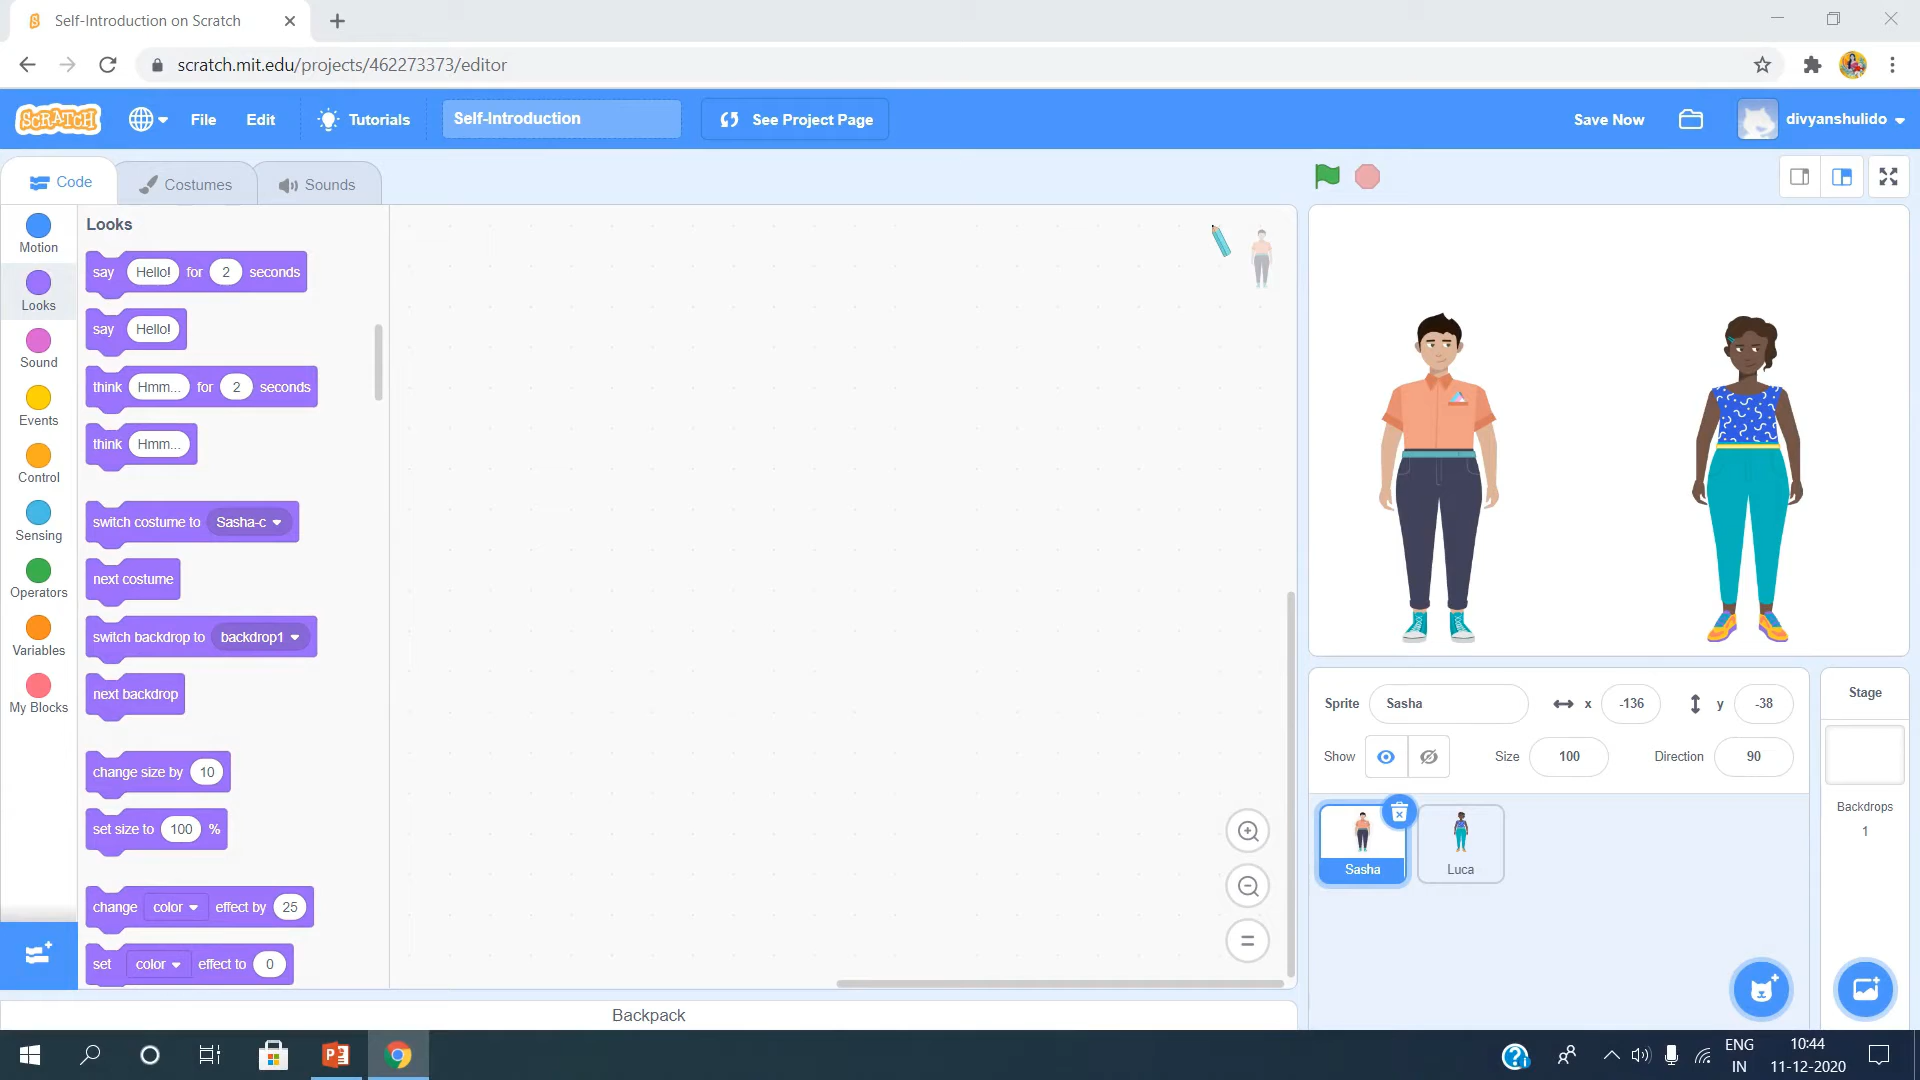 Self-Introduction on Scratch
scratch.mit.edu/projects/462273373/editor
SCRATCH File Edit Tutorials Self-Introduction See Project Page Save Now divyanshulido
Code Costumes Sounds
Motion
Looks
Sound
Events
Control
Sensing
Operators
Variables
My Blocks
Looks
say Hello! for 2 seconds
say Hello!
think Hmm... for 2 seconds
think Hmm...
switch costume to Sasha-c
next costume
switch backdrop to backdrop1
next backdrop
change size by 10
set size to 100 %
change color effect by 25
set color effect to 0
Backpack
Sprite Sasha x -136 y -38
Show Size 100 Direction 90
Sasha
Luca
Stage
Backdrops
1
ENG
IN
10:44
11-12-2020